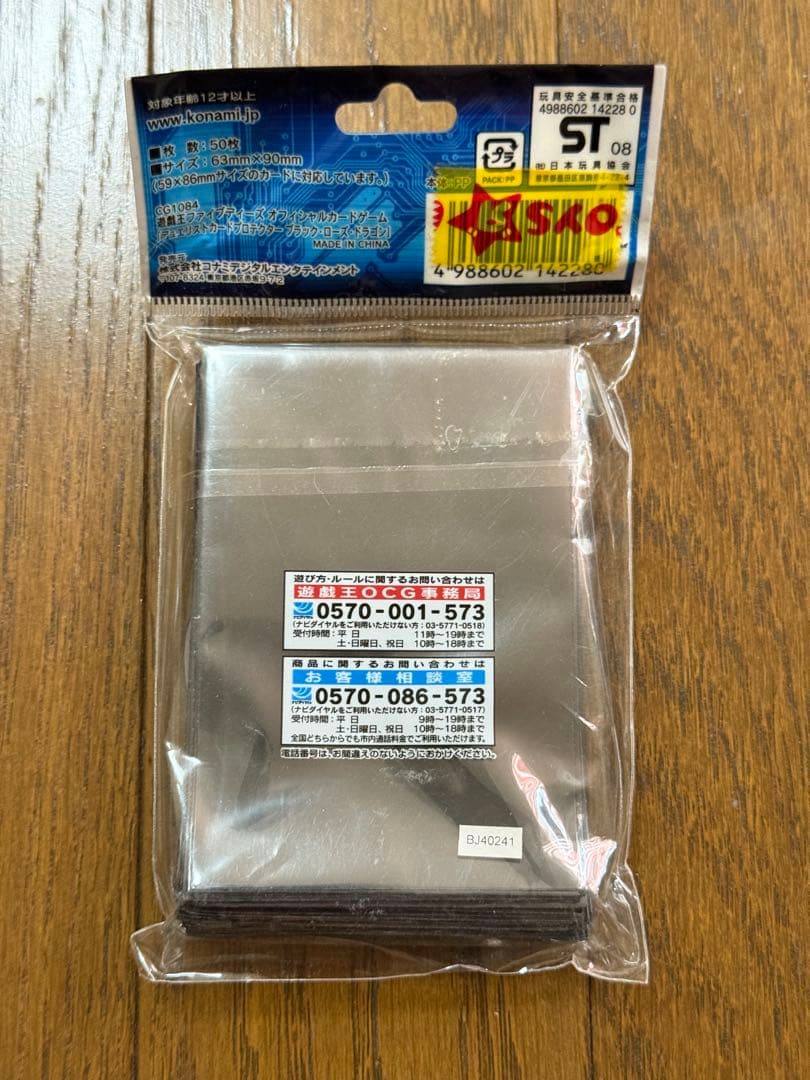 対象年齢12才以上
www.konami.jp
■枚 数:50枚
■サイズ:63mm×90mm
(59×86mmサイズのカードに対応しています。)
CG1084
遊戯王ファイブディーズ オフィシャルカードゲーム
[デュエリストカードプロテクター ブラック・ローズ・ドラゴン]
MADE IN CHINA
発売元
株式会社コナミデジタルエンタテインメント
〒107-6324 東京都港区赤坂9-7-2
プラ
PACK:PP
本体:PP
玩具安全基準合格
4988602 14228 0
ST 08
(社)日本玩具協会
4 988602 142280
遊び方・ルールに関するお問い合わせは
遊戯王OCG事務局
0570-001-573
(ナビダイヤルをご利用いただけない方:03-5771-0518)
受付時間:平 日 11時〜19時まで
土・日曜日、祝日 10時〜18時まで
商品に関するお問い合わせは
お客様相談室
0570-086-573
(ナビダイヤルをご利用いただけない方:03-5771-0517)
受付時間:平 日 9時〜19時まで
土・日曜日、祝日 10時〜18時まで
全国どちらからでも市内通話料金でご利用いただけます。
電話番号は、お間違えのないようにおかけください。
BJ40241